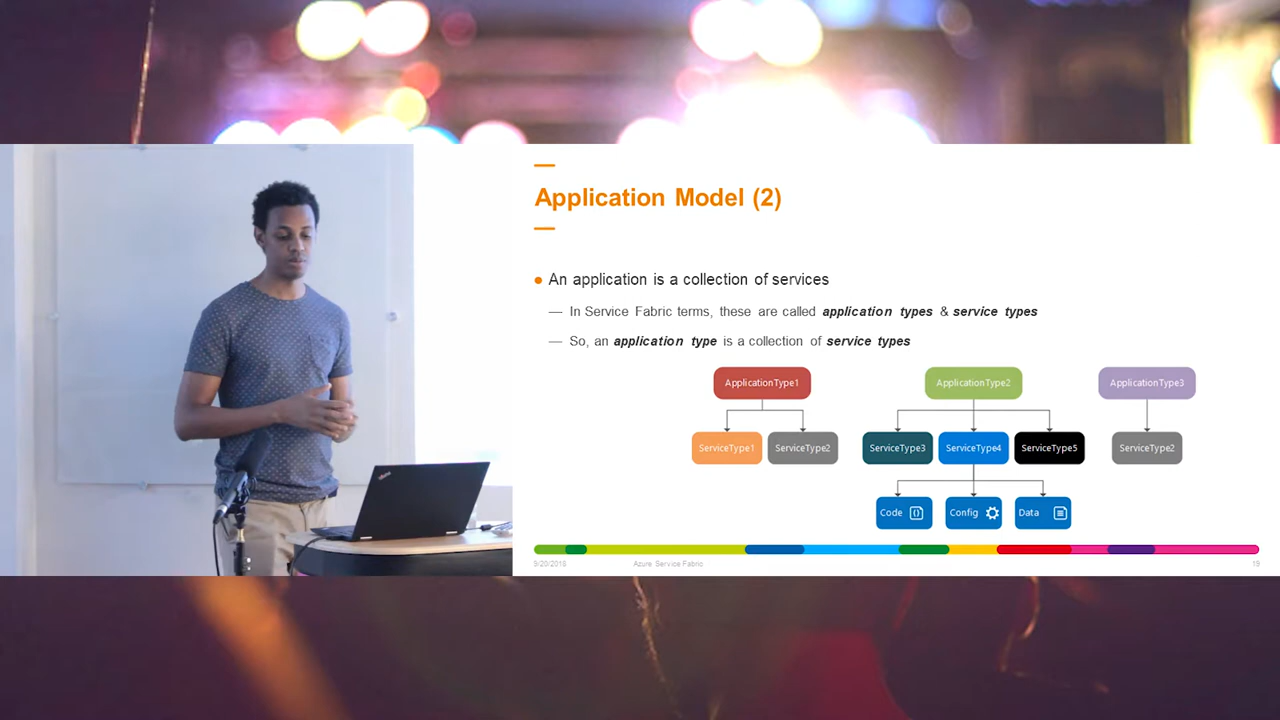 Application Model (2)
An application is a collection of services
— In Service Fabric terms, these are called application types & service types
— So, an application type is a collection of service types
ApplicationType1
ApplicationType2
ApplicationType3
ServiceType1
ServiceType2
ServiceType3
ServiceType4
ServiceType5
ServiceType2
Code
Config
Data
9/20/2018
Azure Service Fabric
19